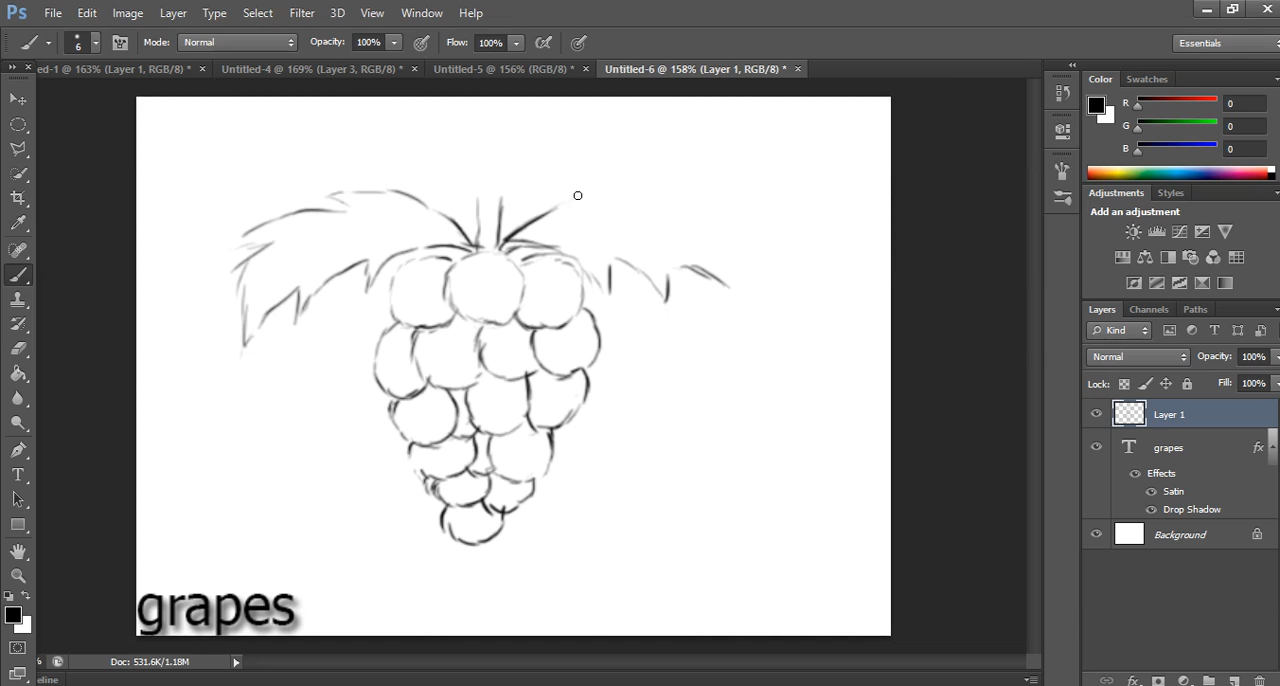 Ps File Edit Image Layer Type Select Filter 3D View Window Help
6 Mode: Normal Opacity: 100% Flow: 100% Essentials
ed-1 @ 163% (Layer 1, RGB/8) * × Untitled-4 @ 169% (Layer 3, RGB/8) * × Untitled-5 @ 156% (RGB/8) * × Untitled-6 @ 158% (Layer 1, RGB/8) * ×
Color Swatches
R 0
G 0
B 0
Adjustments Styles
Add an adjustment
Layers Channels Paths
Kind
Normal Opacity: 100%
Lock: Fill: 100%
Layer 1
grapes fx
Effects
Satin
Drop Shadow
Background
grapes
% Doc: 531.6K/1.18M
eline